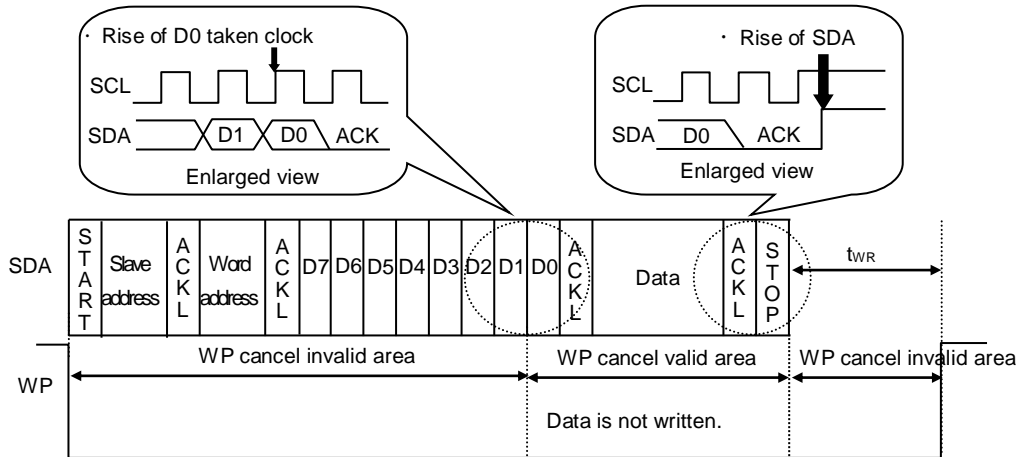 · Rise of D0 taken clock
SCL
SDA D1 D0 ACK
Enlarged view
· Rise of SDA
SCL
SDA D0 ACK
Enlarged view
SDA START Slave address ACKL Word address ACKL D7 D6 D5 D4 D3 D2 D1 D0 ACKL Data ACKL STOP tWR
WP cancel invalid area WP cancel valid area WP cancel invalid area
WP
Data is not written.